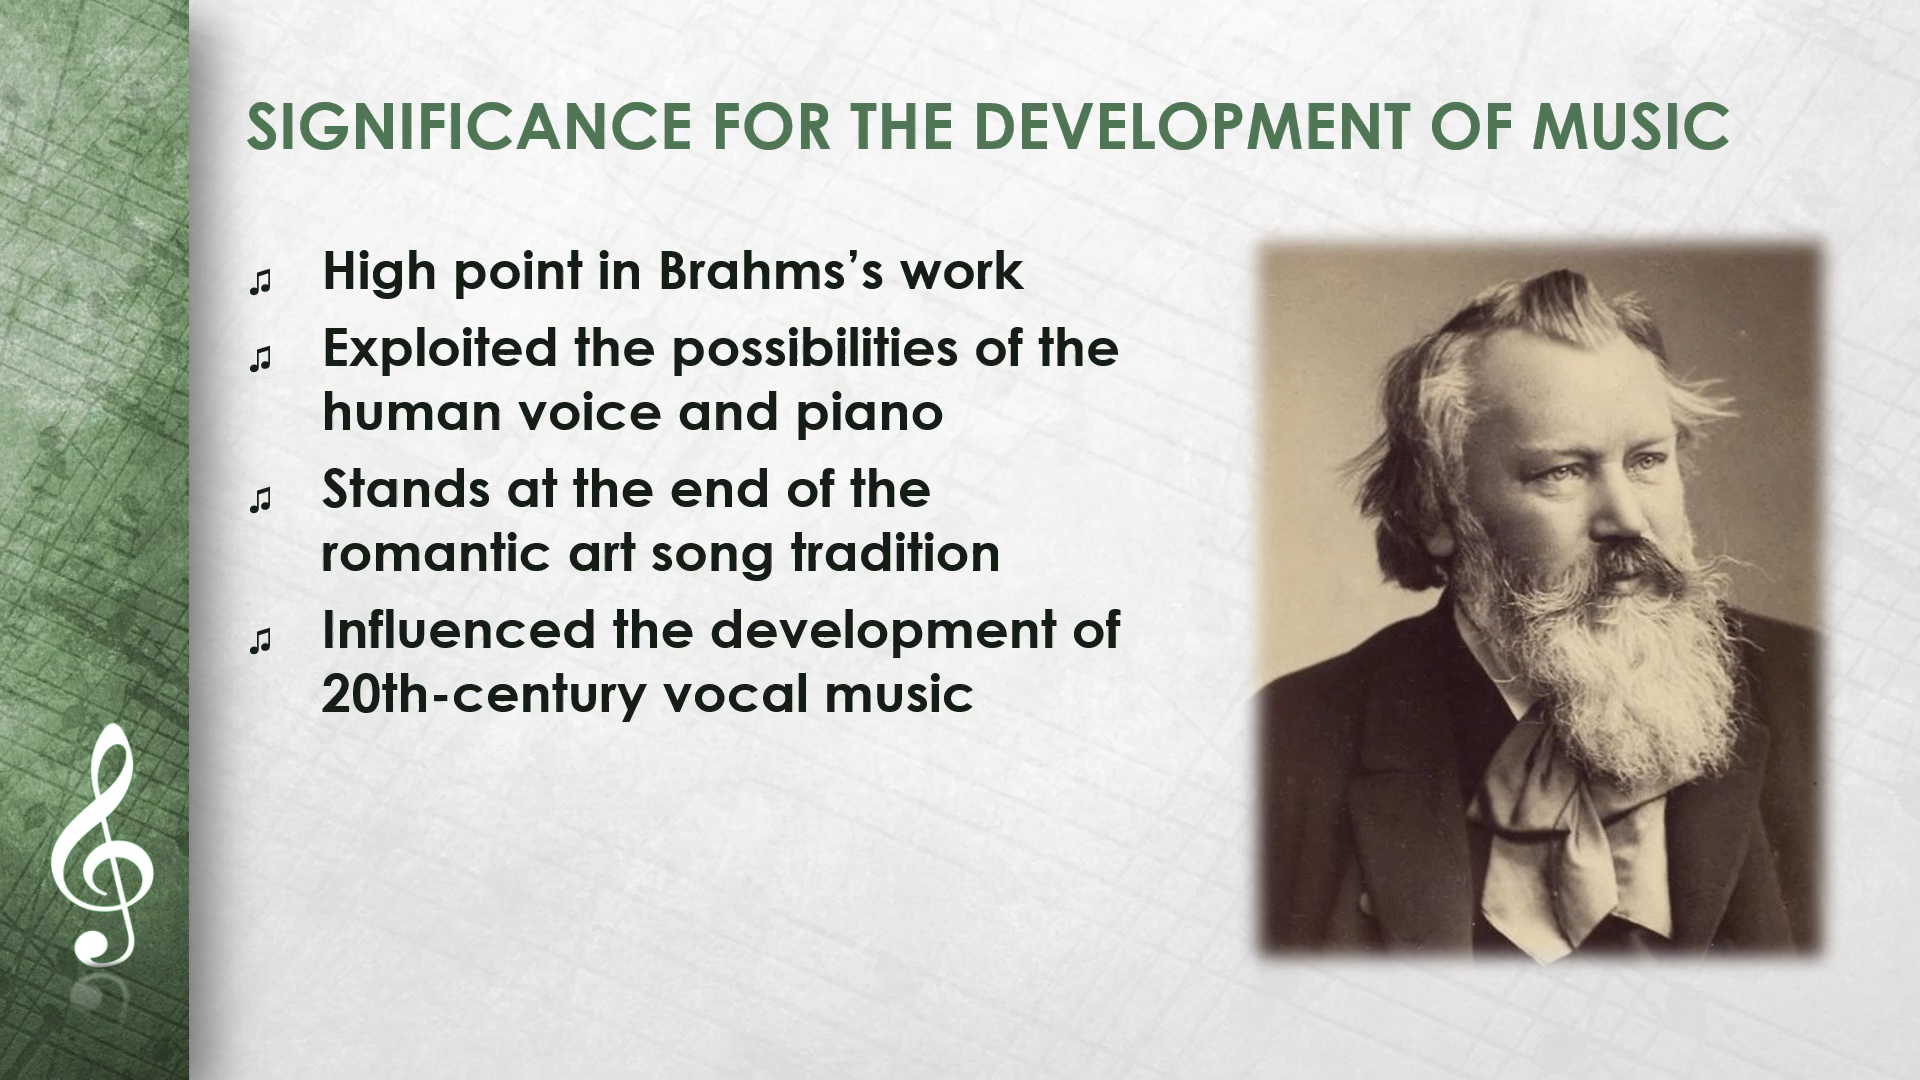 SIGNIFICANCE FOR THE DEVELOPMENT OF MUSIC
♫ High point in Brahms’s work
♫ Exploited the possibilities of the
human voice and piano
♫ Stands at the end of the
romantic art song tradition
♫ Influenced the development of
20th-century vocal music